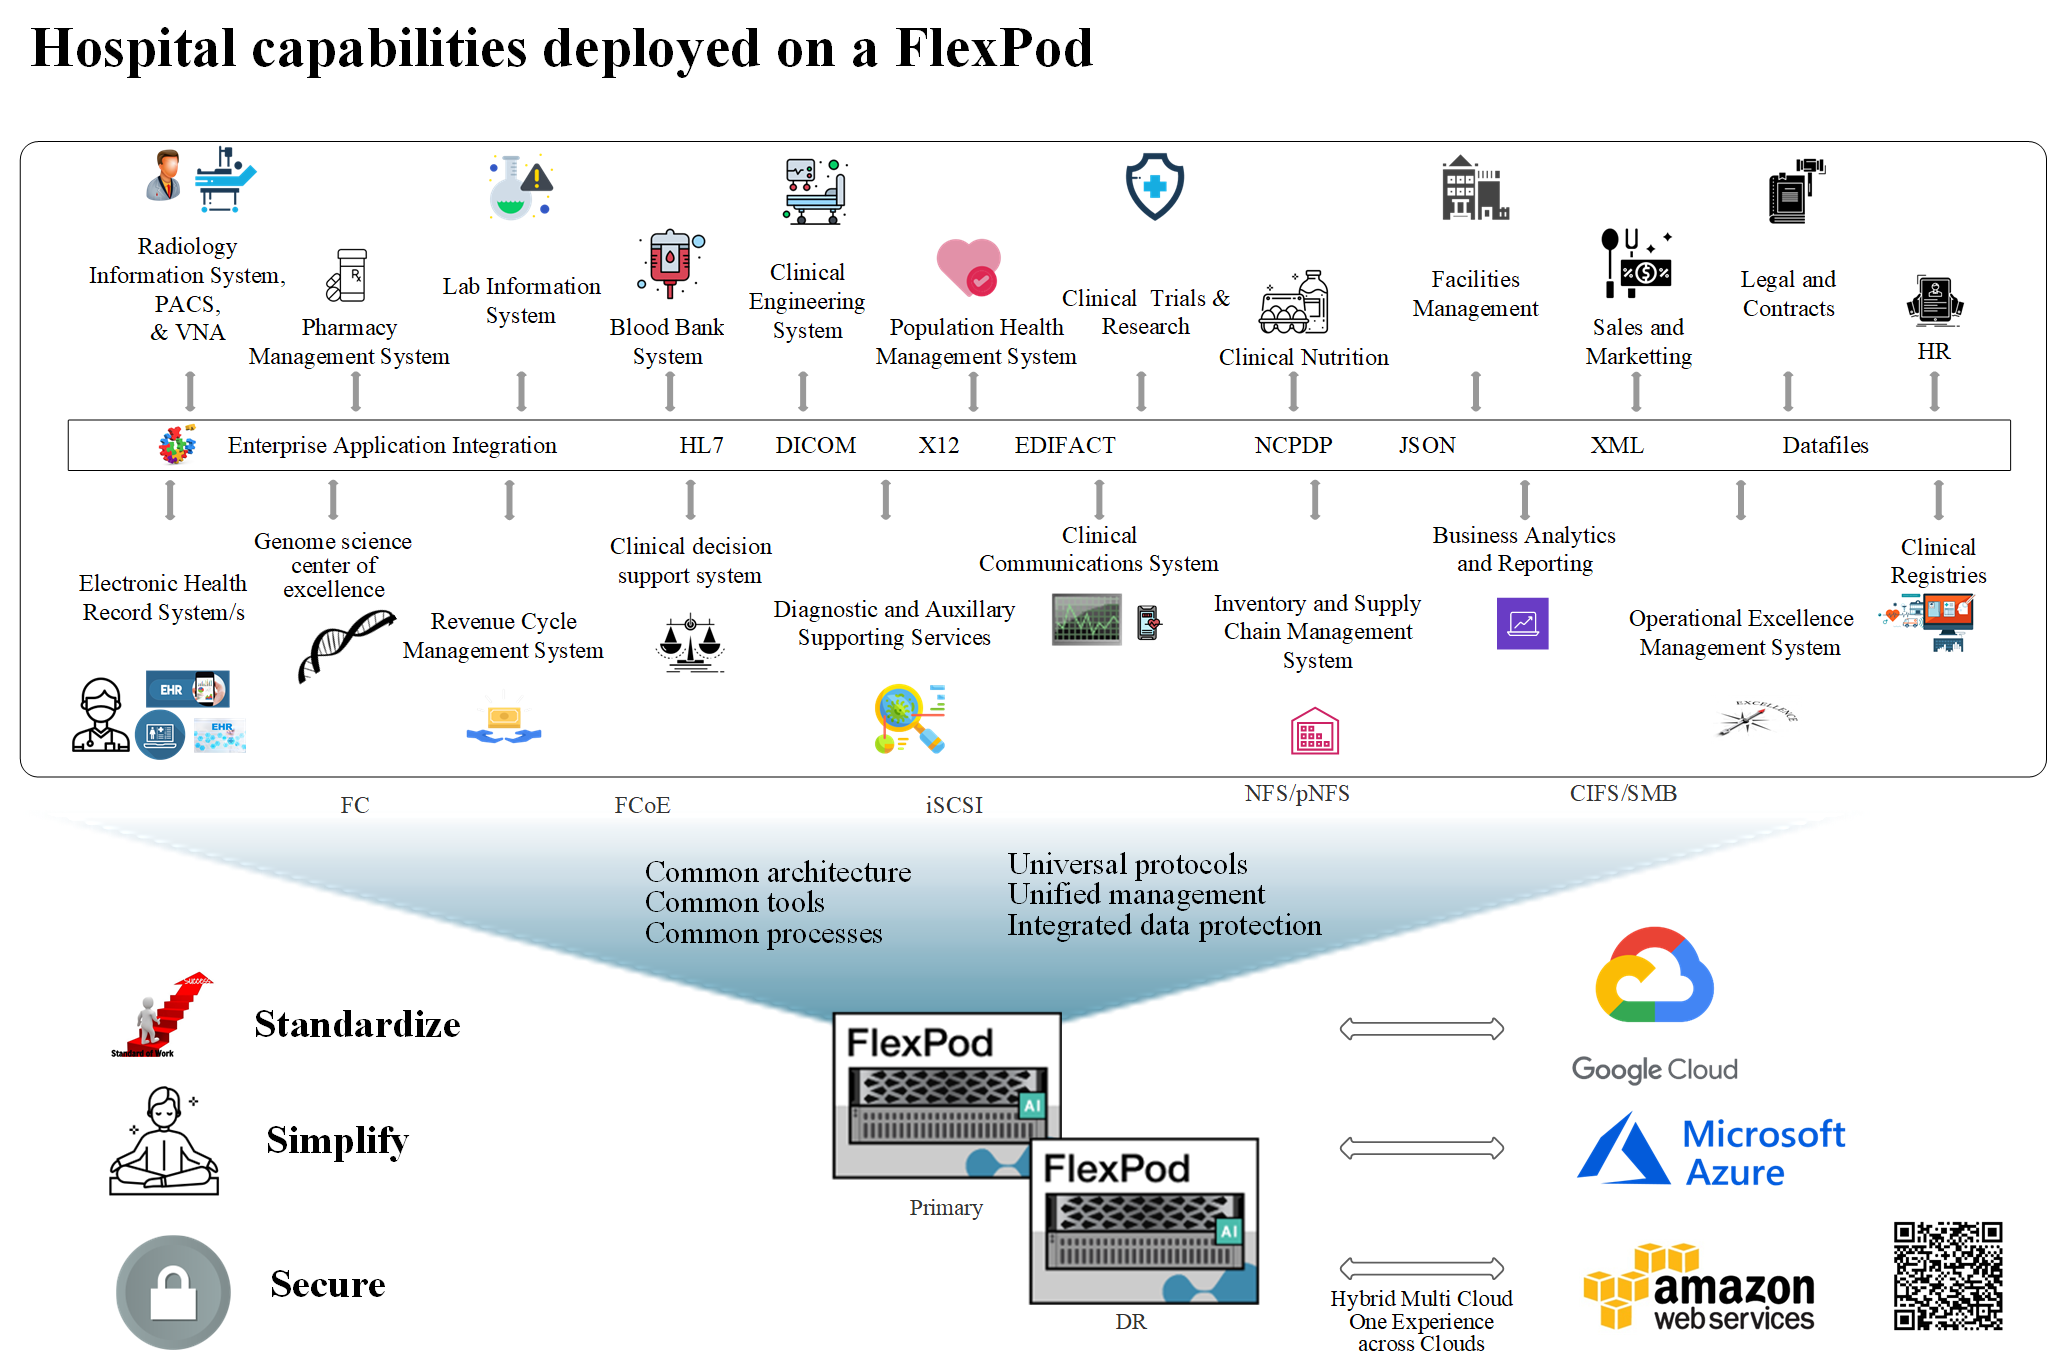 Hospital capabilities deployed on a FlexPod
Radiology
Information System,
PACS,
& VNA
Pharmacy
Management System
Lab Information
System
Blood Bank
System
Clinical
Engineering
System
Population Health
Management System
Clinical Trials &
Research
Clinical Nutrition
Facilities
Management
Sales and
Marketting
Legal and
Contracts
HR
Enterprise Application Integration HL7 DICOM X12 EDIFACT NCPDP JSON XML Datafiles
Electronic Health
Record System/s
EHR
EHR
Genome science
center of
excellence
Revenue Cycle
Management System
Clinical decision
support system
Diagnostic and Auxillary
Supporting Services
Clinical
Communications System
Inventory and Supply
Chain Management
System
Business Analytics
and Reporting
Operational Excellence
Management System
EXCELLENCE
Clinical
Registries
FC FCoE iSCSI NFS/pNFS CIFS/SMB
Common architecture
Common tools
Common processes
Universal protocols
Unified management
Integrated data protection
Success
Standard of Work
Standardize
Simplify
Secure
FlexPod
AI
Primary
FlexPod
AI
DR
Google Cloud
Microsoft
Azure
amazon
web services
Hybrid Multi Cloud
One Experience
across Clouds